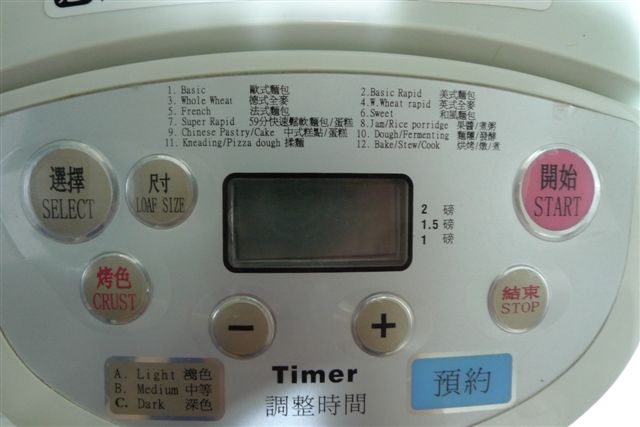 1. Basic 歐式麵包 2.Basic Rapid 美式麵包
3. Whole Wheat 德式全麥 4.W.Wheat rapid 英式全麥
5. French 法式麵包 6.Sweet 和風麵包
7. Super Rapid 59分快速鬆軟麵包/蛋糕 8.Jam/Rice porridge 果醬/煮粥
9. Chinese Pastry/Cake 中式糕點/蛋糕 10. Dough/Fermenting 麵糰/發酵
11. Kneading/Pizza dough 揉麵 12. Bake/Stew/Cook 烘烤/燉/煮
選擇
SELECT
尺寸
LOAF SIZE
開始
START
2 磅
1.5 磅
1 磅
烤色
CRUST
結束
STOP
－
＋
A. Light 淺色
B. Medium 中等
C. Dark 深色
Timer
調整時間
預約